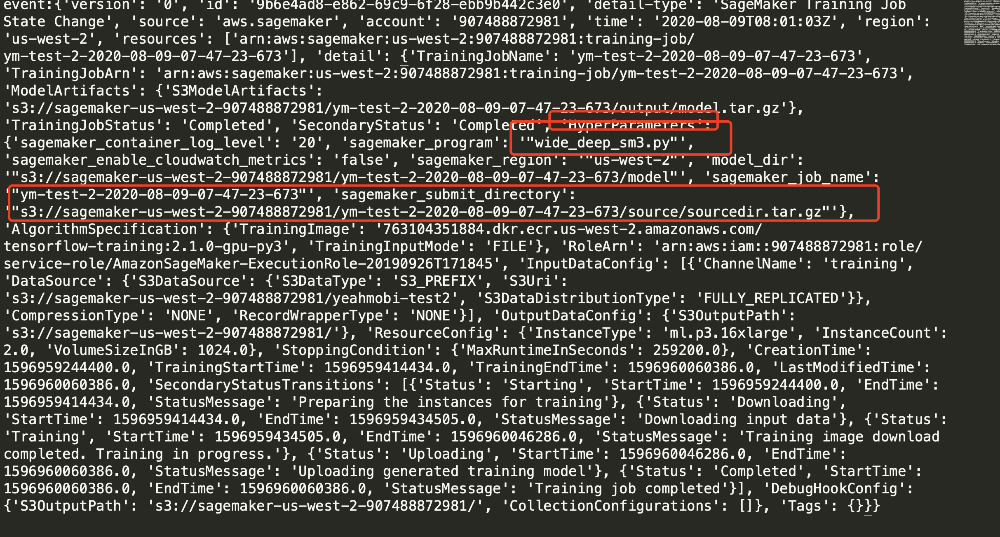 event:{'version': '0', 'id': '9b6e4ad8-e862-69c9-6f28-ebb9b442c3e0', 'detail-type': 'SageMaker Training Job
State Change', 'source': 'aws.sagemaker', 'account': '907488872981', 'time': '2020-08-09T08:01:03Z', 'region':
'us-west-2', 'resources': ['arn:aws:sagemaker:us-west-2:907488872981:training-job/
ym-test-2-2020-08-09-07-47-23-673'], 'detail': {'TrainingJobName': 'ym-test-2-2020-08-09-07-47-23-673',
'TrainingJobArn': 'arn:aws:sagemaker:us-west-2:907488872981:training-job/ym-test-2-2020-08-09-07-47-23-673',
'ModelArtifacts': {'S3ModelArtifacts':
's3://sagemaker-us-west-2-907488872981/ym-test-2-2020-08-09-07-47-23-673/output/model.tar.gz'},
'TrainingJobStatus': 'Completed', 'SecondaryStatus': 'Completed', 'HyperParameters':
{'sagemaker_container_log_level': '20', 'sagemaker_program': '"wide_deep_sm3.py"',
'sagemaker_enable_cloudwatch_metrics': 'false', 'sagemaker_region': '"us-west-2"', 'model_dir':
'"s3://sagemaker-us-west-2-907488872981/ym-test-2-2020-08-09-07-47-23-673/model"', 'sagemaker_job_name':
'"ym-test-2-2020-08-09-07-47-23-673"', 'sagemaker_submit_directory':
'"s3://sagemaker-us-west-2-907488872981/ym-test-2-2020-08-09-07-47-23-673/source/sourcedir.tar.gz"'},
'AlgorithmSpecification': {'TrainingImage': '763104351884.dkr.ecr.us-west-2.amazonaws.com/
tensorflow-training:2.1.0-gpu-py3', 'TrainingInputMode': 'FILE'}, 'RoleArn': 'arn:aws:iam::907488872981:role/
service-role/AmazonSageMaker-ExecutionRole-20190926T171845', 'InputDataConfig': [{'ChannelName': 'training',
'DataSource': {'S3DataSource': {'S3DataType': 'S3_PREFIX', 'S3Uri':
's3://sagemaker-us-west-2-907488872981/yeahmobi-test2', 'S3DataDistributionType': 'FULLY_REPLICATED'}},
'CompressionType': 'NONE', 'RecordWrapperType': 'NONE'}], 'OutputDataConfig': {'S3OutputPath':
's3://sagemaker-us-west-2-907488872981/'}, 'ResourceConfig': {'InstanceType': 'ml.p3.16xlarge', 'InstanceCount':
2.0, 'VolumeSizeInGB': 1024.0}, 'StoppingCondition': {'MaxRuntimeInSeconds': 259200.0}, 'CreationTime':
1596959244400.0, 'TrainingStartTime': 1596959414434.0, 'TrainingEndTime': 1596960060386.0, 'LastModifiedTime':
1596960060386.0, 'SecondaryStatusTransitions': [{'Status': 'Starting', 'StartTime': 1596959244400.0, 'EndTime':
1596959414434.0, 'StatusMessage': 'Preparing the instances for training'}, {'Status': 'Downloading',
'StartTime': 1596959414434.0, 'EndTime': 1596959434505.0, 'StatusMessage': 'Downloading input data'}, {'Status':
'Training', 'StartTime': 1596959434505.0, 'EndTime': 1596960046286.0, 'StatusMessage': 'Training image download
completed. Training in progress.'}, {'Status': 'Uploading', 'StartTime': 1596960046286.0, 'EndTime':
1596960060386.0, 'StatusMessage': 'Uploading generated training model'}, {'Status': 'Completed', 'StartTime':
1596960060386.0, 'EndTime': 1596960060386.0, 'StatusMessage': 'Training job completed'}], 'DebugHookConfig':
{'S3OutputPath': 's3://sagemaker-us-west-2-907488872981/', 'CollectionConfigurations': []}, 'Tags': {}}}